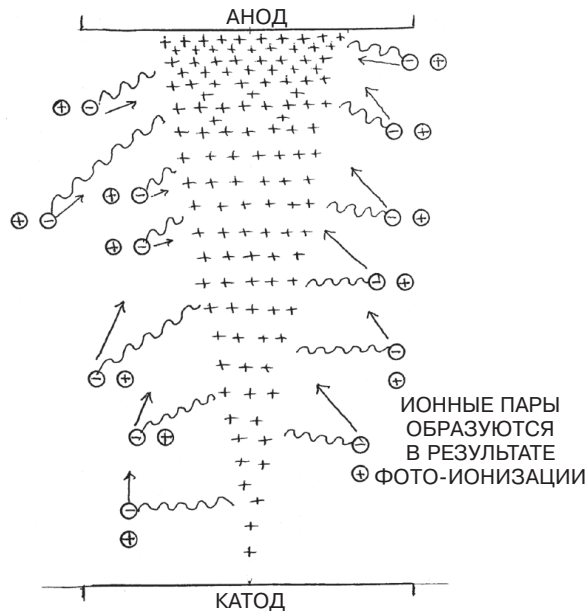 АНОД
ИОННЫЕ ПАРЫ
ОБРАЗУЮТСЯ
В РЕЗУЛЬТАТЕ
ФОТО-ИОНИЗАЦИИ
КАТОД